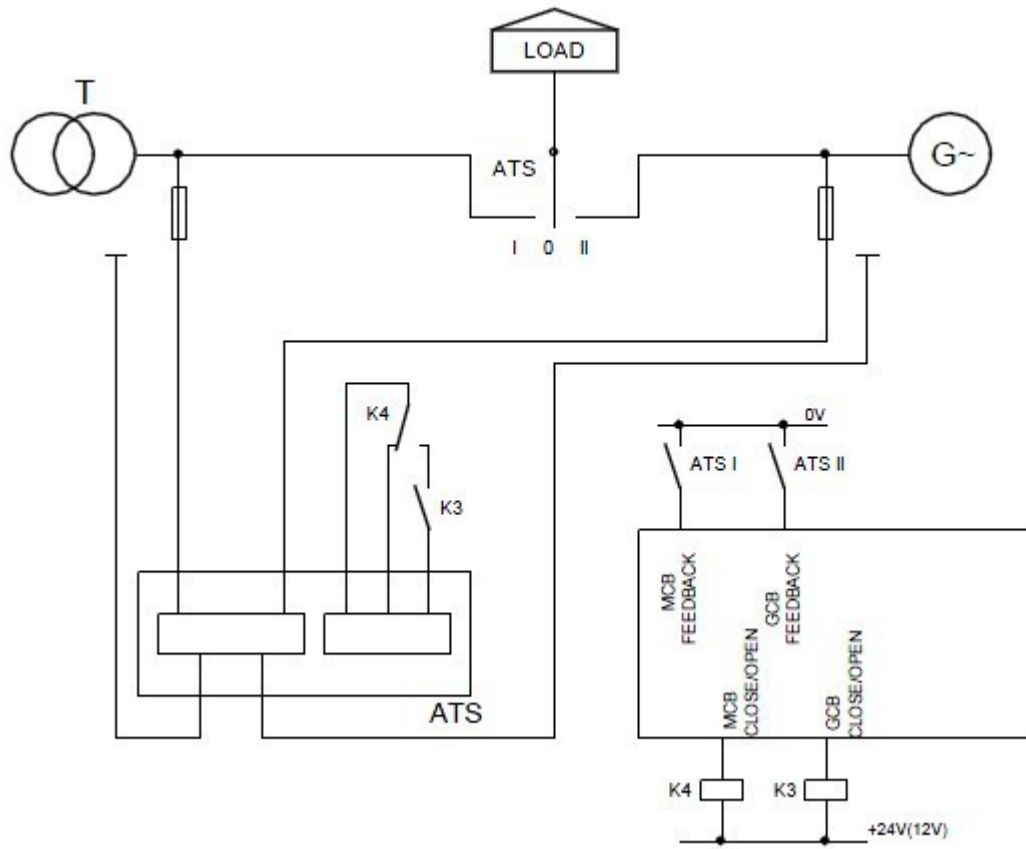 LOAD
T
G~
ATS
I 0 II
K4
K3
0V
ATS I
ATS II
MCB
FEEDBACK
GCB
FEEDBACK
MCB
CLOSE/OPEN
GCB
CLOSE/OPEN
ATS
K4
K3
+24V(12V)